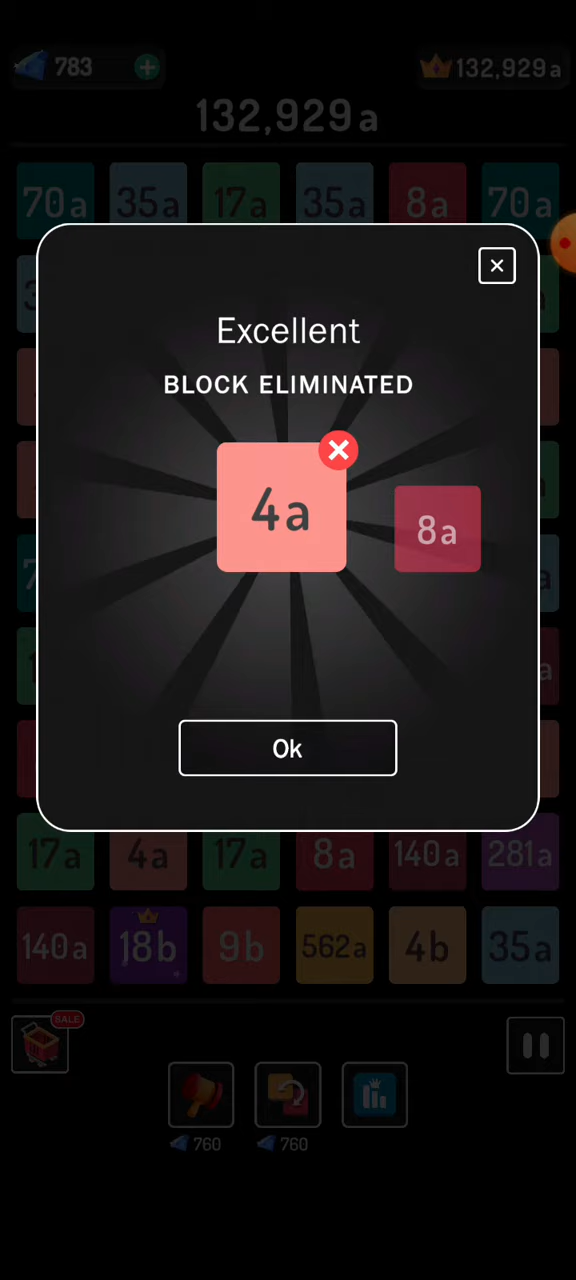 783
132,929a
132,929a
70a 35a 17a 35a 8a 70a
Excellent
BLOCK ELIMINATED
4a
8a
Ok
17a 4a 17a 8a 140a 281a
140a 18b 9b 562a 4b 35a
SALE
760 760